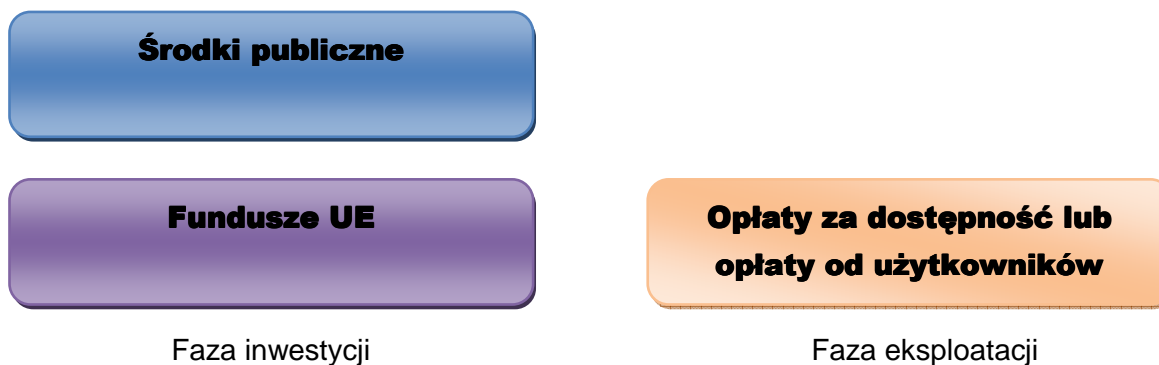 Środki publiczne
Fundusze UE
Opłaty za dostępność lub
opłaty od użytkowników
Faza inwestycji
Faza eksploatacji